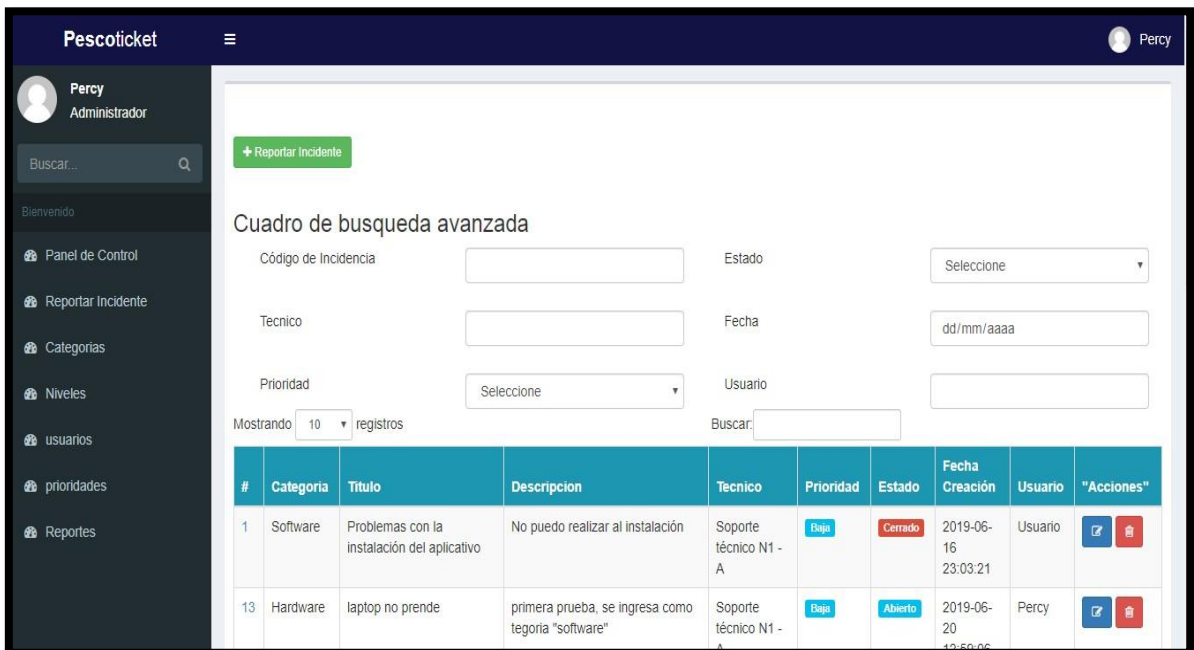 Pescoticket
Percy
Percy
Administrador
Buscar...
Bienvenido
Panel de Control
Reportar Incidente
Categorias
Niveles
usuarios
prioridades
Reportes
+ Reportar Incidente
Cuadro de busqueda avanzada
Código de Incidencia
Estado
Seleccione
Tecnico
Fecha
dd/mm/aaaa
Prioridad
Seleccione
Usuario
Mostrando 10 registros
Buscar:
# Categoria Titulo Descripcion Tecnico Prioridad Estado Fecha Creación Usuario "Acciones"
1 Software Problemas con la instalación del aplicativo No puedo realizar al instalación Soporte técnico N1 - A Baja Cerrado 2019-06-16 23:03:21 Usuario
13 Hardware laptop no prende primera prueba, se ingresa como tegoria "software" Soporte técnico N1 - A Baja Abierto 2019-06-20 12:59:06 Percy